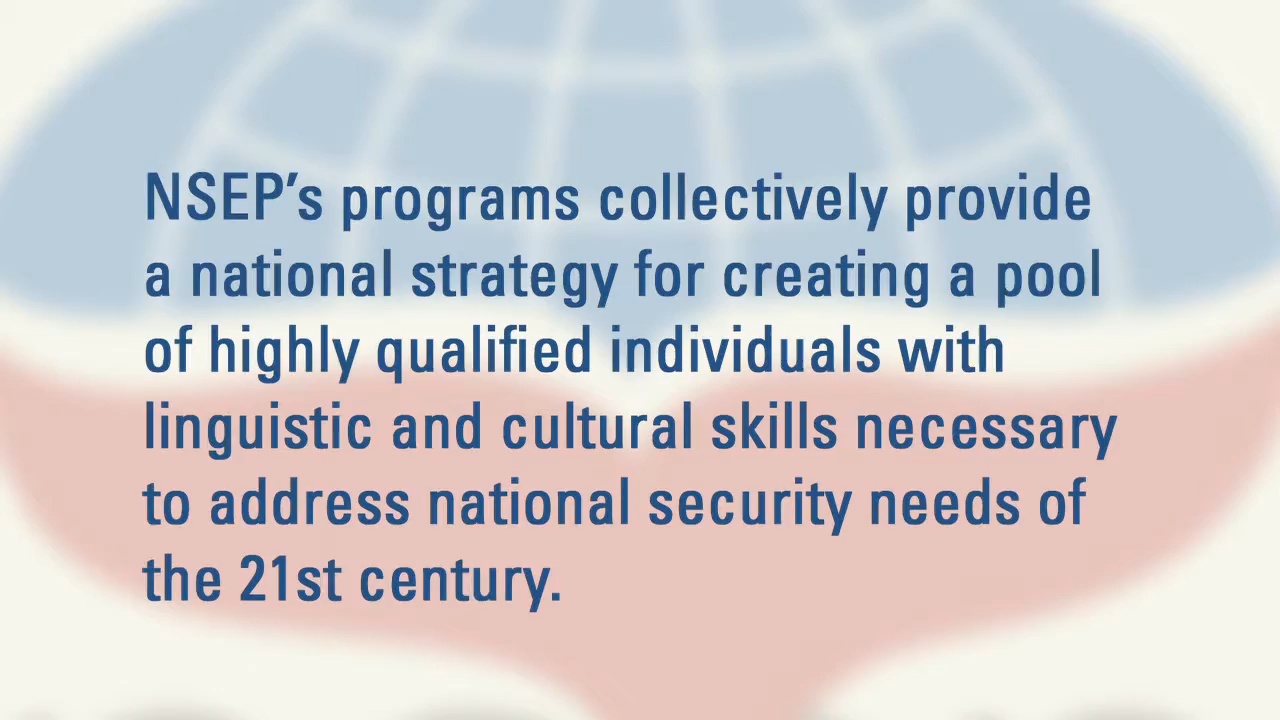 NSEP’s programs collectively provide
a national strategy for creating a pool
of highly qualified individuals with
linguistic and cultural skills necessary
to address national security needs of
the 21st century.